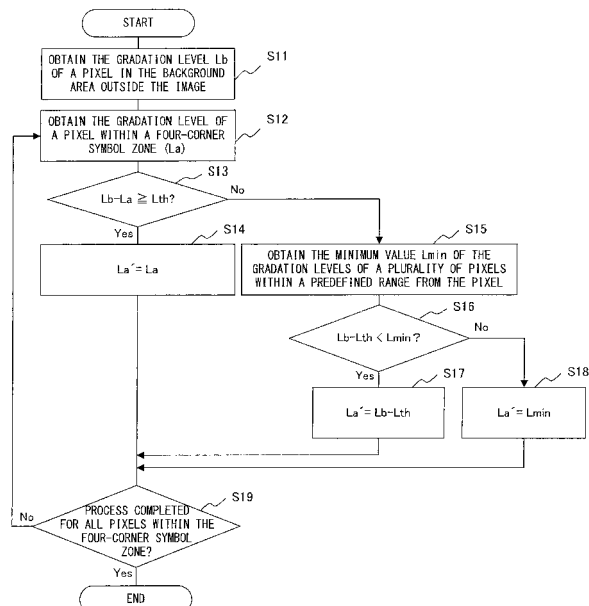 START
S11
OBTAIN THE GRADATION LEVEL Lb
OF A PIXEL IN THE BACKGROUND
AREA OUTSIDE THE IMAGE
S12
OBTAIN THE GRADATION LEVEL OF
A PIXEL WITHIN A FOUR-CORNER
SYMBOL ZONE (La)
S13
Lb-La ≧ Lth?
No
Yes
S14
La´= La
S15
OBTAIN THE MINIMUM VALUE Lmin OF THE
GRADATION LEVELS OF A PLURALITY OF PIXELS
WITHIN A PREDEFINED RANGE FROM THE PIXEL
S16
Lb-Lth < Lmin?
No
Yes
S17
La´= Lb-Lth
S18
La´= Lmin
S19
PROCESS COMPLETED
FOR ALL PIXELS WITHIN THE
FOUR-CORNER SYMBOL
ZONE?
No
Yes
END